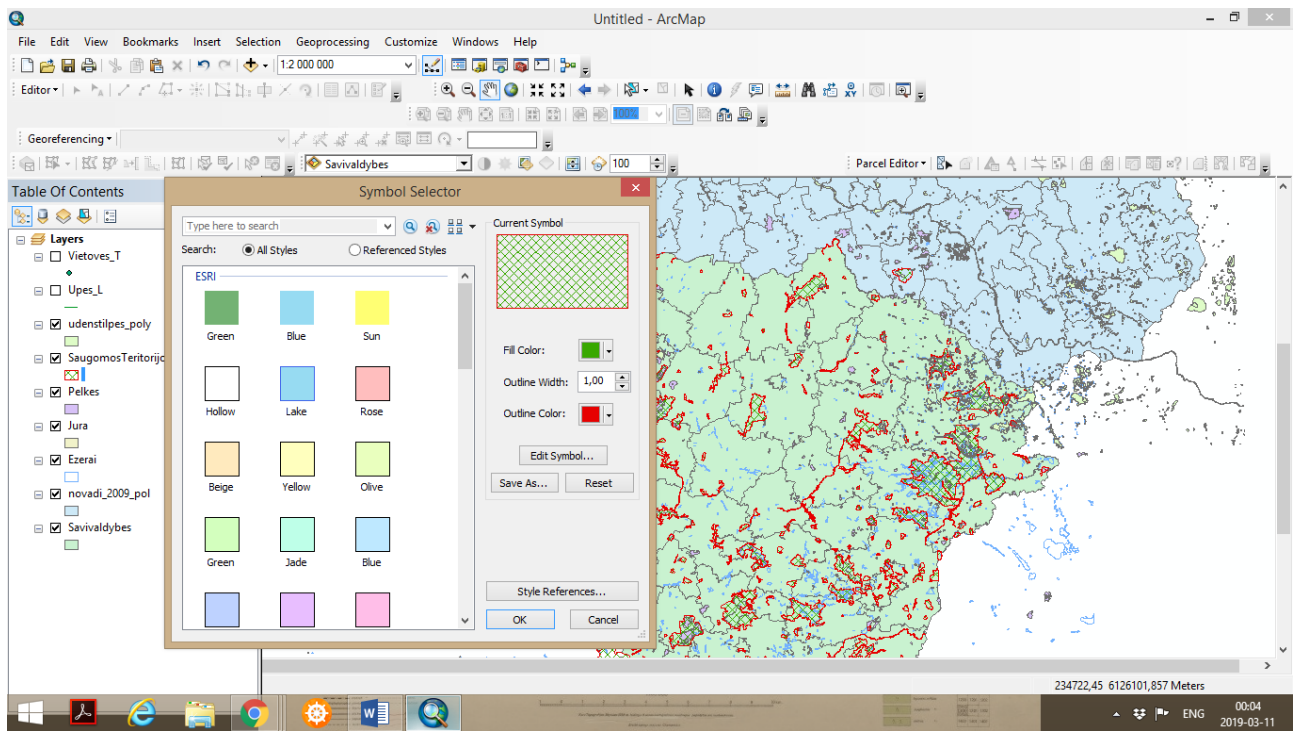 Untitled - ArcMap
File Edit View Bookmarks Insert Selection Geoprocessing Customize Windows Help
1:2 000 000
Editor
100%
Georeferencing
Savivaldybes
100
Parcel Editor
Table Of Contents
Layers
Vietoves_T
Upes_L
udenstilpes_poly
SaugomosTeritorijo
Pelkes
Jura
Ezerai
novadi_2009_pol
Savivaldybes
Symbol Selector
Type here to search
Search: All Styles Referenced Styles
ESRI
Green Blue Sun
Hollow Lake Rose
Beige Yellow Olive
Green Jade Blue
Current Symbol
Fill Color:
Outline Width: 1,00
Outline Color:
Edit Symbol...
Save As... Reset
Style References...
OK Cancel
234722,45 6126101,857 Meters
ENG
00:04
2019-03-11